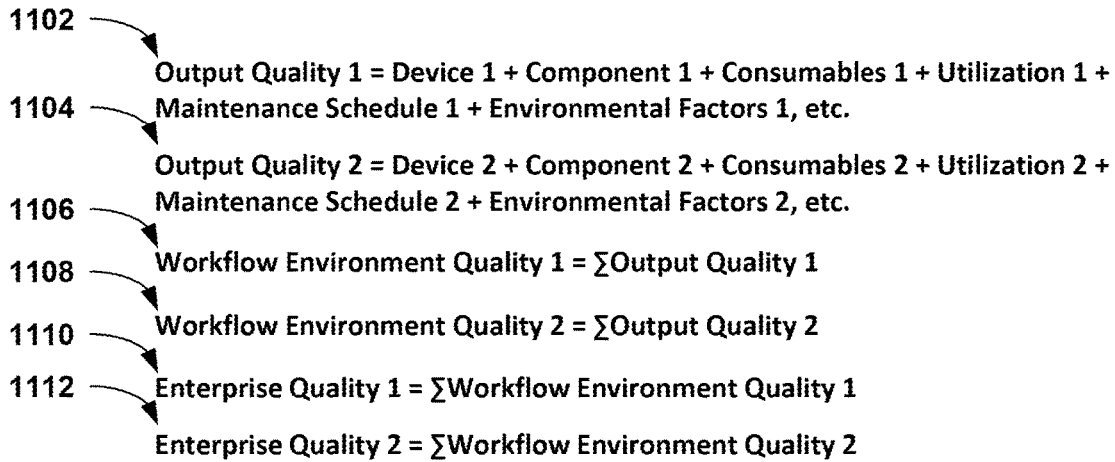 1102
Output Quality 1 = Device 1 + Component 1 + Consumables 1 + Utilization 1 +
1104
Maintenance Schedule 1 + Environmental Factors 1, etc.
Output Quality 2 = Device 2 + Component 2 + Consumables 2 + Utilization 2 +
1106
Maintenance Schedule 2 + Environmental Factors 2, etc.
Workflow Environment Quality 1 = ∑Output Quality 1
1108
Workflow Environment Quality 2 = ∑Output Quality 2
1110
Enterprise Quality 1 = ∑Workflow Environment Quality 1
1112
Enterprise Quality 2 = ∑Workflow Environment Quality 2